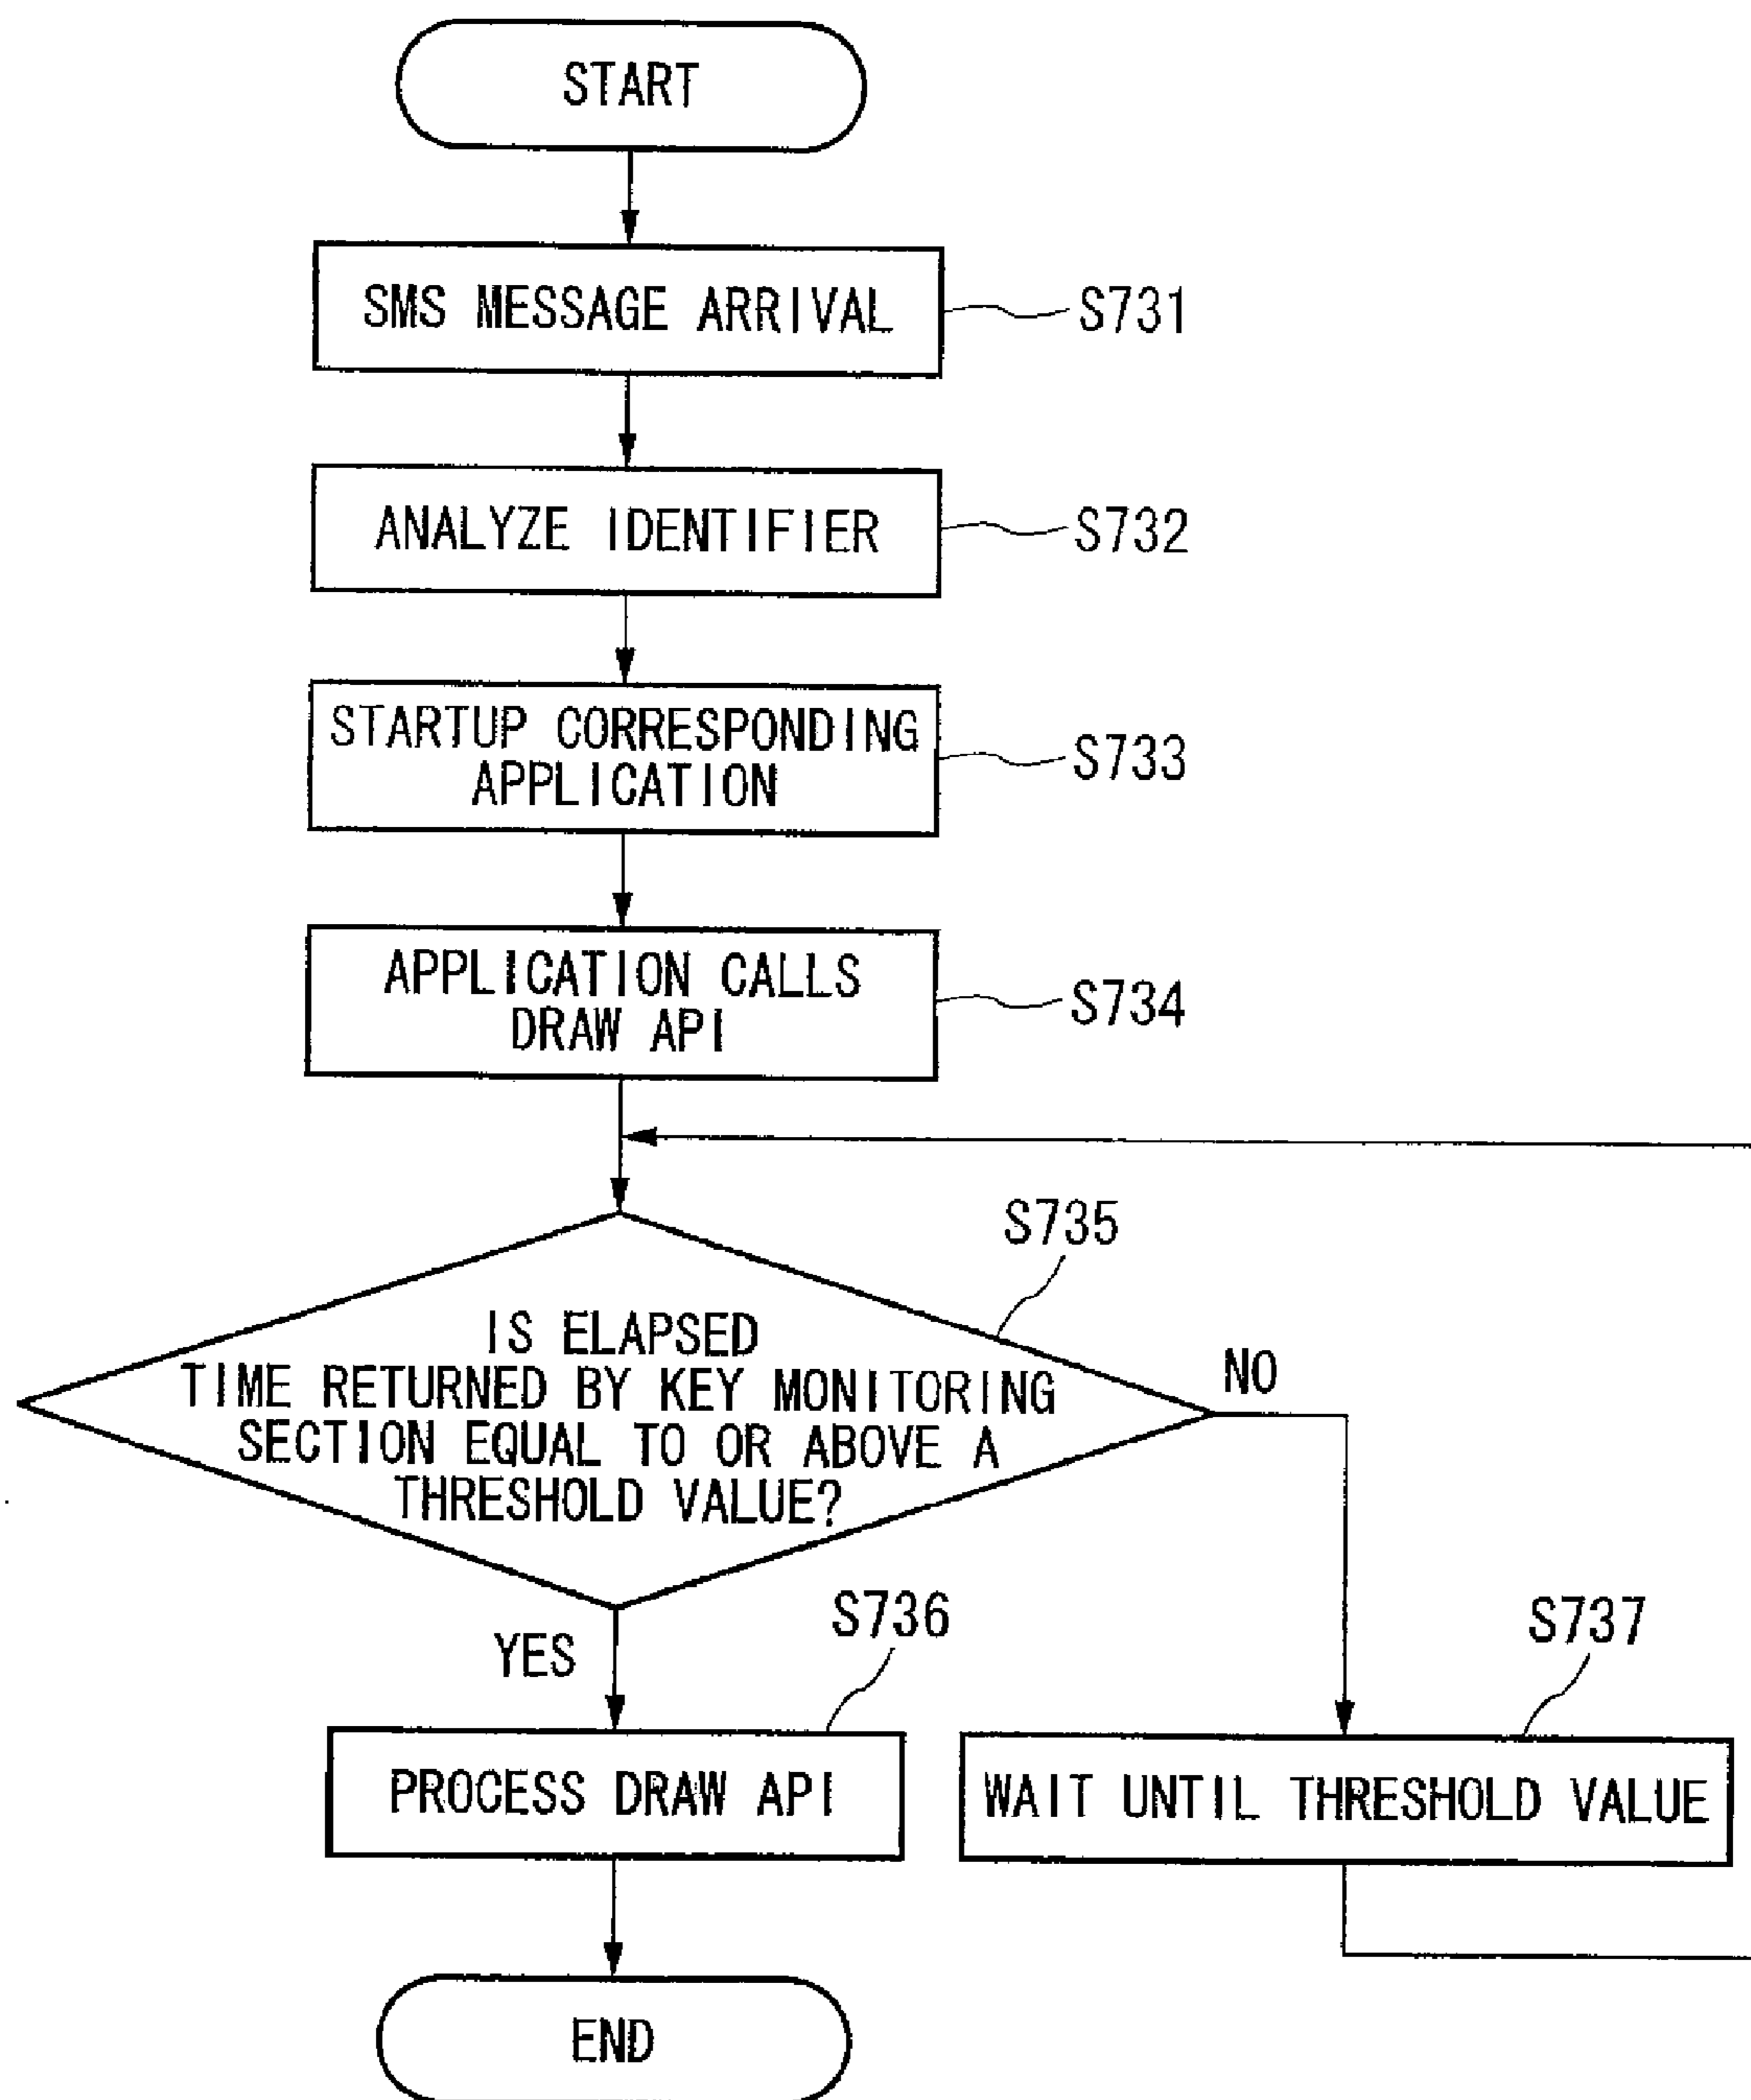 START
SMS MESSAGE ARRIVAL
S731
ANALYZE IDENTIFIER
S732
STARTUP CORRESPONDING
APPLICATION
S733
APPLICATION CALLS
DRAW API
S734
S735
IS ELAPSED
TIME RETURNED BY KEY MONITORING
SECTION EQUAL TO OR ABOVE A
THRESHOLD VALUE?
NO
YES
S736
S737
PROCESS DRAW API
WAIT UNTIL THRESHOLD VALUE
END